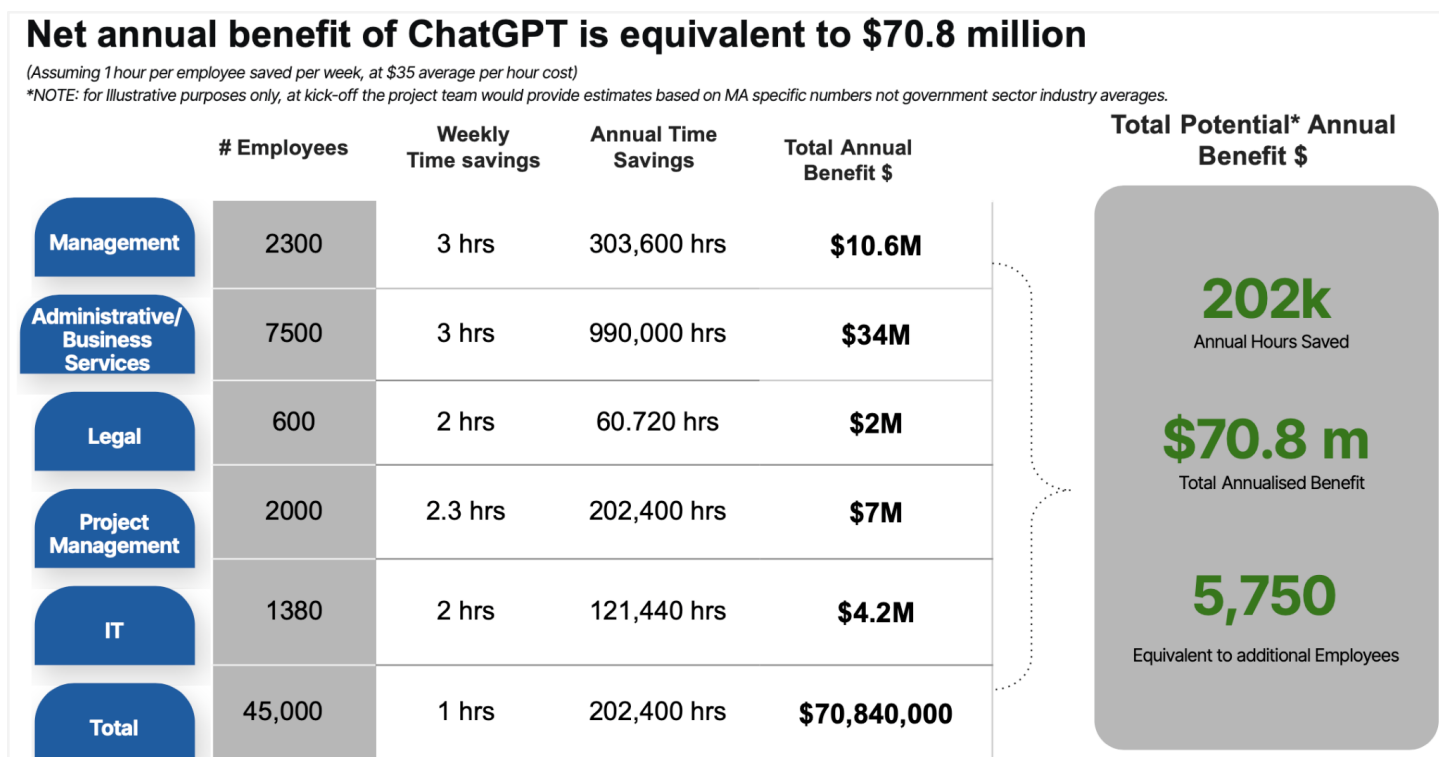 Net annual benefit of ChatGPT is equivalent to $70.8 million
(Assuming 1 hour per employee saved per week, at $35 average per hour cost)
*NOTE: for Illustrative purposes only, at kick-off the project team would provide estimates based on MA specific numbers not government sector industry averages.
# Employees
Weekly
Time savings
Annual Time
Savings
Total Annual
Benefit $
Total Potential* Annual
Benefit $
Management
2300
3 hrs
303,600 hrs
$10.6M
Administrative/
Business
Services
7500
3 hrs
990,000 hrs
$34M
Legal
600
2 hrs
60.720 hrs
$2M
Project
Management
2000
2.3 hrs
202,400 hrs
$7M
IT
1380
2 hrs
121,440 hrs
$4.2M
Total
45,000
1 hrs
202,400 hrs
$70,840,000
202k
Annual Hours Saved
$70.8 m
Total Annualised Benefit
5,750
Equivalent to additional Employees